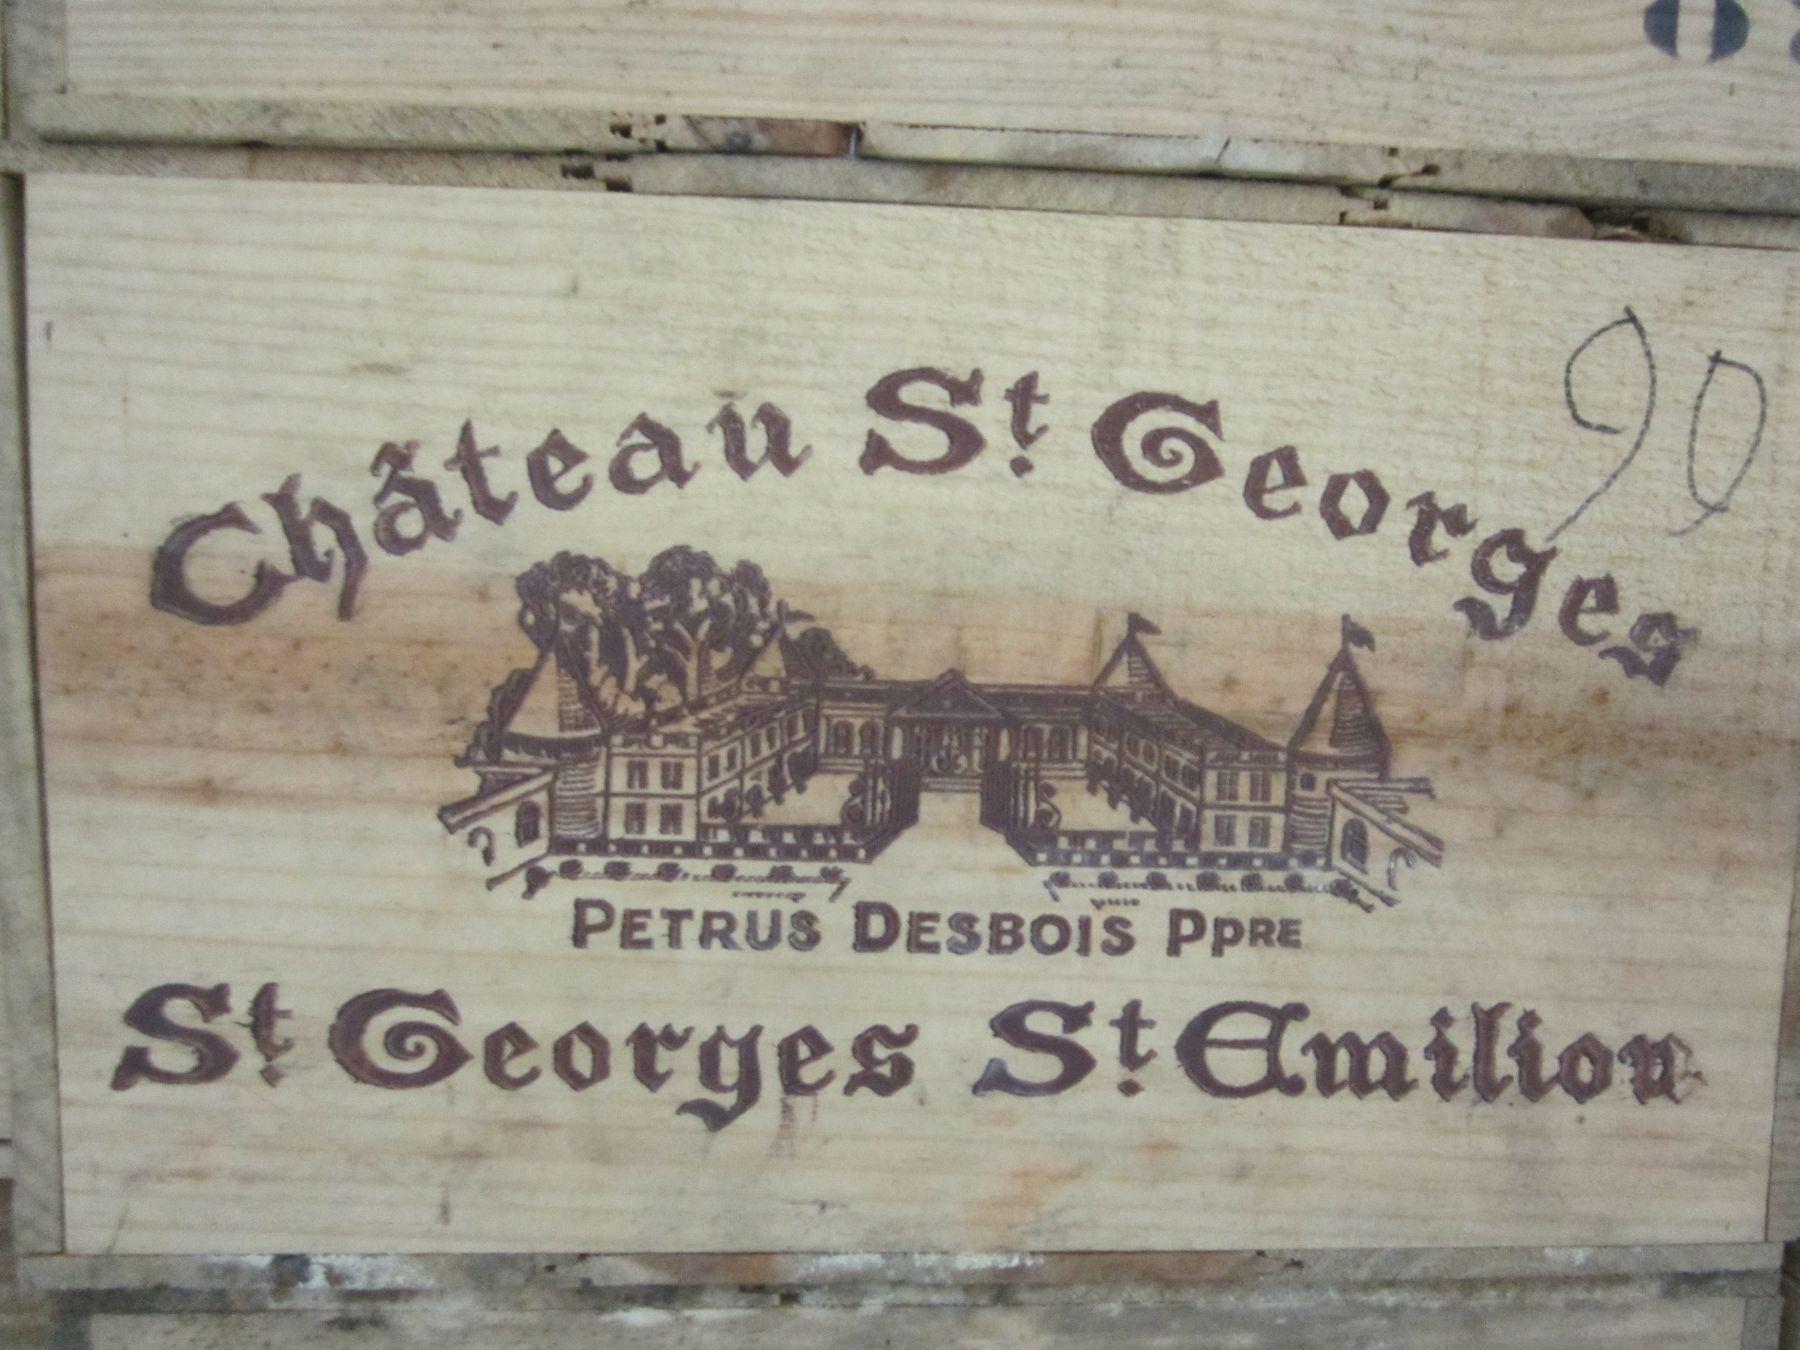 90
Château St. Georges
PETRUS DESBOIS PPRE
St. Georges St. Emilion